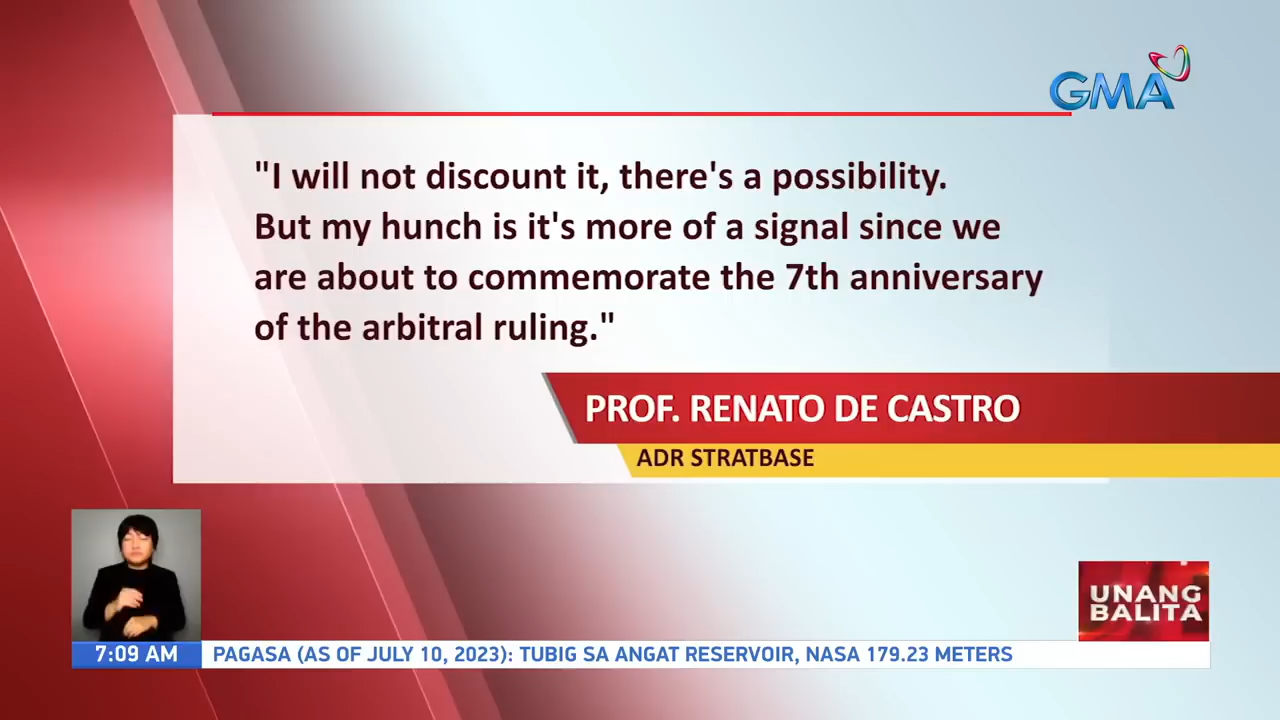 GMA
"I will not discount it, there's a possibility.
But my hunch is it's more of a signal since we
are about to commemorate the 7th anniversary
of the arbitral ruling."
PROF. RENATO DE CASTRO
ADR STRATBASE
UNANG
BALITA
7:09 AM
PAGASA (AS OF JULY 10, 2023): TUBIG SA ANGAT RESERVOIR, NASA 179.23 METERS